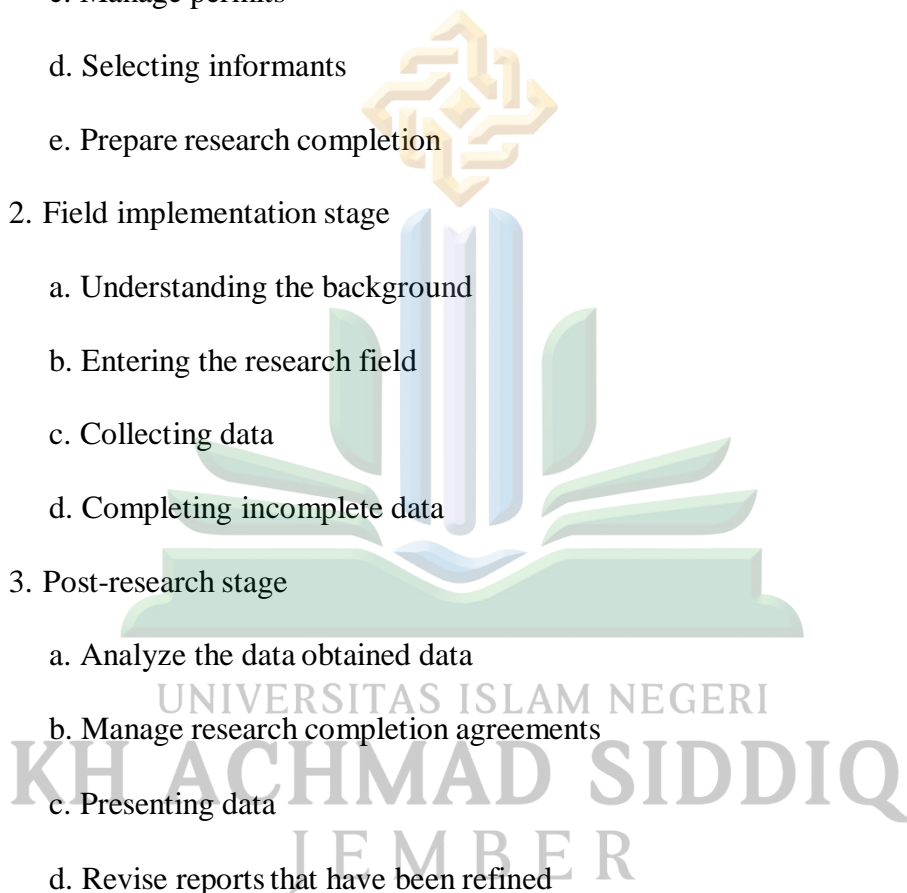 c. Manage permits
d. Selecting informants
e. Prepare research completion
2. Field implementation stage
a. Understanding the background
b. Entering the research field
c. Collecting data
d. Completing incomplete data
3. Post-research stage
a. Analyze the data obtained data
UNIVERSITAS ISLAM NEGERI
b. Manage research completion agreements
KH ACHMAD SIDDIQ
c. Presenting data
JEMBER
d. Revise reports that have been refined